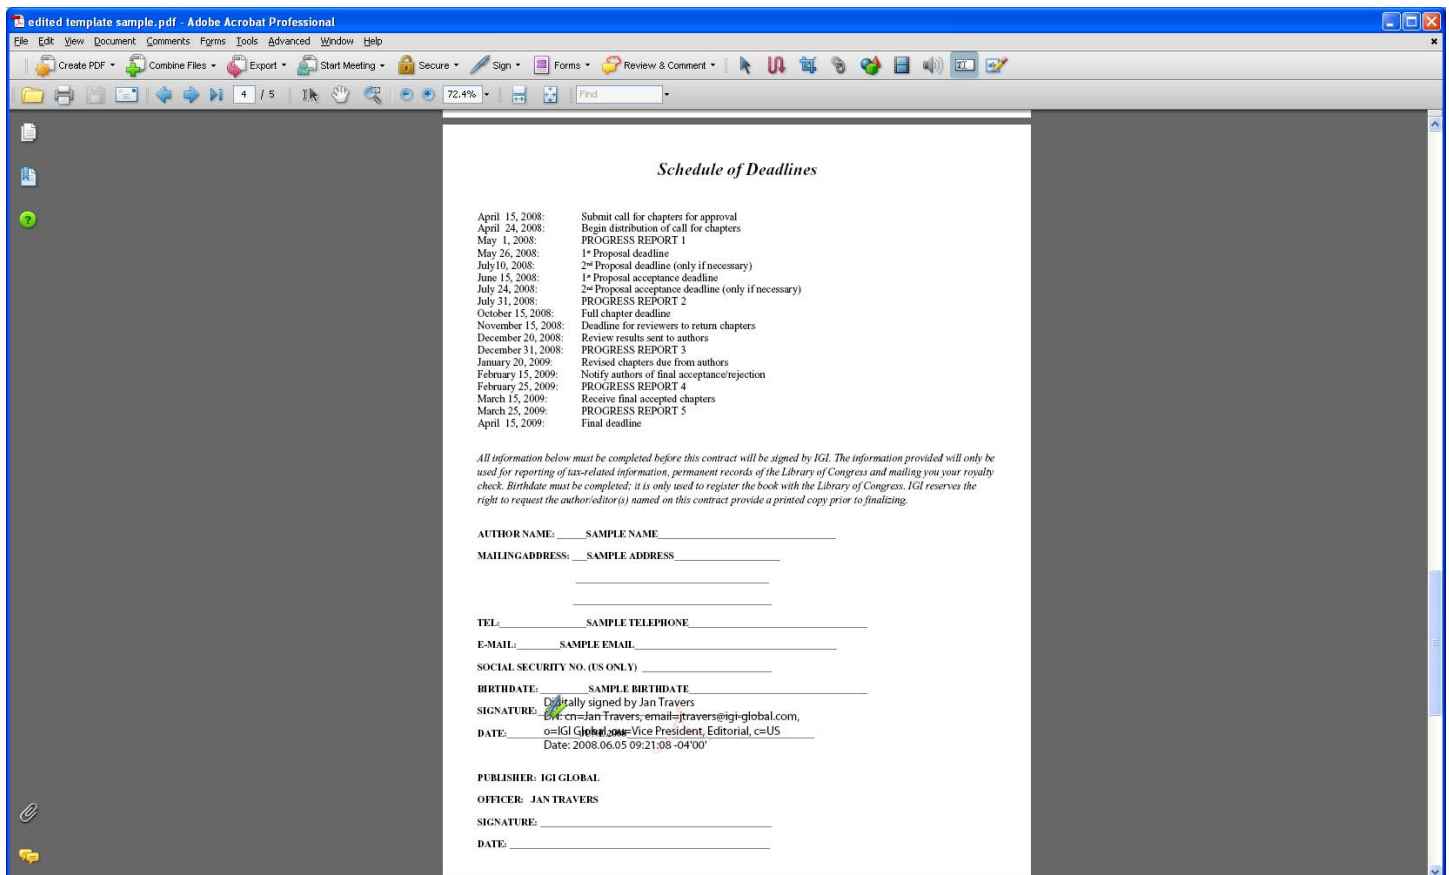 edited template sample.pdf - Adobe Acrobat Professional
File Edit View Document Comments Forms Tools Advanced Window Help
Create PDF Combine Files Export Start Meeting Secure Sign Forms Review & Comment
4 / 5 72.4% Find
Schedule of Deadlines
April 15, 2008: Submit call for chapters for approval
April 24, 2008: Begin distribution of call for chapters
May 1, 2008: PROGRESS REPORT 1
May 26, 2008: 1st Proposal deadline
July10, 2008: 2nd Proposal deadline (only if necessary)
June 15, 2008: 1st Proposal acceptance deadline
July 24, 2008: 2nd Proposal acceptance deadline (only if necessary)
July 31, 2008: PROGRESS REPORT 2
October 15, 2008: Full chapter deadline
November 15, 2008: Deadline for reviewers to return chapters
December 20, 2008: Review results sent to authors
December 31, 2008: PROGRESS REPORT 3
January 20, 2009: Revised chapters due from authors
February 15, 2009: Notify authors of final acceptance/rejection
February 25, 2009: PROGRESS REPORT 4
March 15, 2009: Receive final accepted chapters
March 25, 2009: PROGRESS REPORT 5
April 15, 2009: Final deadline
All information below must be completed before this contract will be signed by IGI. The information provided will only be
used for reporting of tax-related information, permanent records of the Library of Congress and mailing you your royalty
check. Birthdate must be completed; it is only used to register the book with the Library of Congress. IGI reserves the
right to request the author/editor(s) named on this contract provide a printed copy prior to finalizing.
AUTHOR NAME: SAMPLE NAME
MAILINGADDRESS: SAMPLE ADDRESS
TEL: SAMPLE TELEPHONE
E-MAIL: SAMPLE EMAIL
SOCIAL SECURITY NO. (US ONLY)
BIRTHDATE: SAMPLE BIRTHDATE
Digitally signed by Jan Travers
SIGNATURE:
DN: cn=Jan Travers, email=jtravers@igi-global.com,
o=IGI Global, ou=Vice President, Editorial, c=US
DATE: JUNE 2008
Date: 2008.06.05 09:21:08 -04'00'
PUBLISHER: IGI GLOBAL
OFFICER: JAN TRAVERS
SIGNATURE:
DATE: